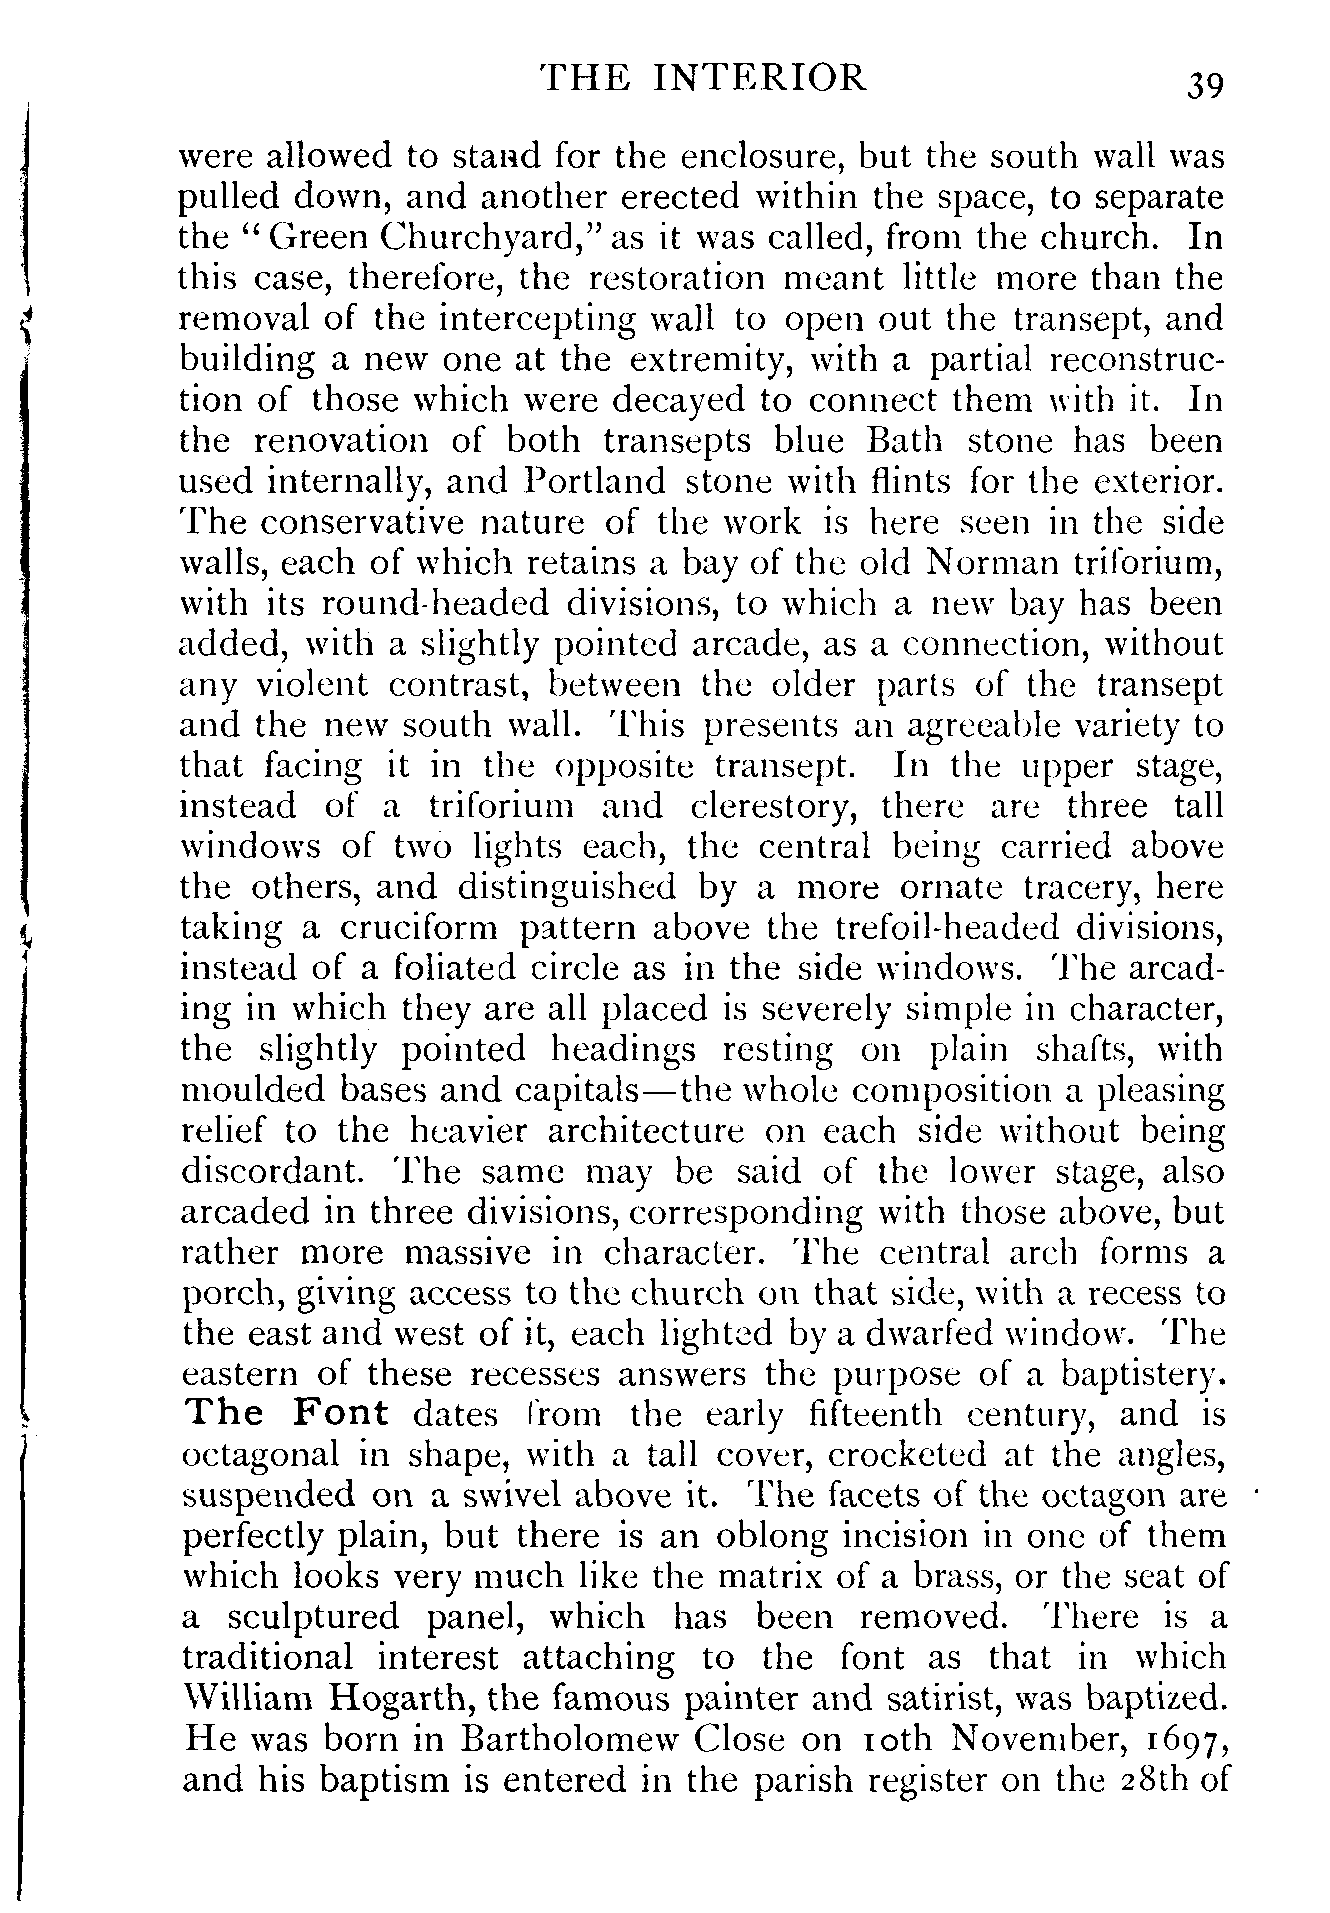 THE INTERIOR 39
were allowed to stand for the enclosure, but the south wall was
pulled down, and another erected within the space, to separate
the “Green Churchyard,” as it was called, from the church. In
this case, therefore, the restoration meant little more than the
removal of the intercepting wall to open out the transept, and
building a new one at the extremity, with a partial reconstruc-
tion of those which were decayed to connect them with it. In
the renovation of both transepts blue Bath stone has been
used internally, and Portland stone with flints for the exterior.
The conservative nature of the work is here seen in the side
walls, each of which retains a bay of the old Norman triforium,
with its round-headed divisions, to which a new bay has been
added, with a slightly pointed arcade, as a connection, without
any violent contrast, between the older parts of the transept
and the new south wall. This presents an agreeable variety to
that facing it in the opposite transept. In the upper stage,
instead of a triforium and clerestory, there are three tall
windows of two lights each, the central being carried above
the others, and distinguished by a more ornate tracery, here
taking a cruciform pattern above the trefoil-headed divisions,
instead of a foliated circle as in the side windows. The arcad-
ing in which they are all placed is severely simple in character,
the slightly pointed headings resting on plain shafts, with
moulded bases and capitals—the whole composition a pleasing
relief to the heavier architecture on each side without being
discordant. The same may be said of the lower stage, also
arcaded in three divisions, corresponding with those above, but
rather more massive in character. The central arch forms a
porch, giving access to the church on that side, with a recess to
the east and west of it, each lighted by a dwarfed window. The
eastern of these recesses answers the purpose of a baptistery.
The Font dates from the early fifteenth century, and is
octagonal in shape, with a tall cover, crocketed at the angles,
suspended on a swivel above it. The facets of the octagon are
perfectly plain, but there is an oblong incision in one of them
which looks very much like the matrix of a brass, or the seat of
a sculptured panel, which has been removed. There is a
traditional interest attaching to the font as that in which
William Hogarth, the famous painter and satirist, was baptized.
He was born in Bartholomew Close on 10th November, 1697,
and his baptism is entered in the parish register on the 28th of